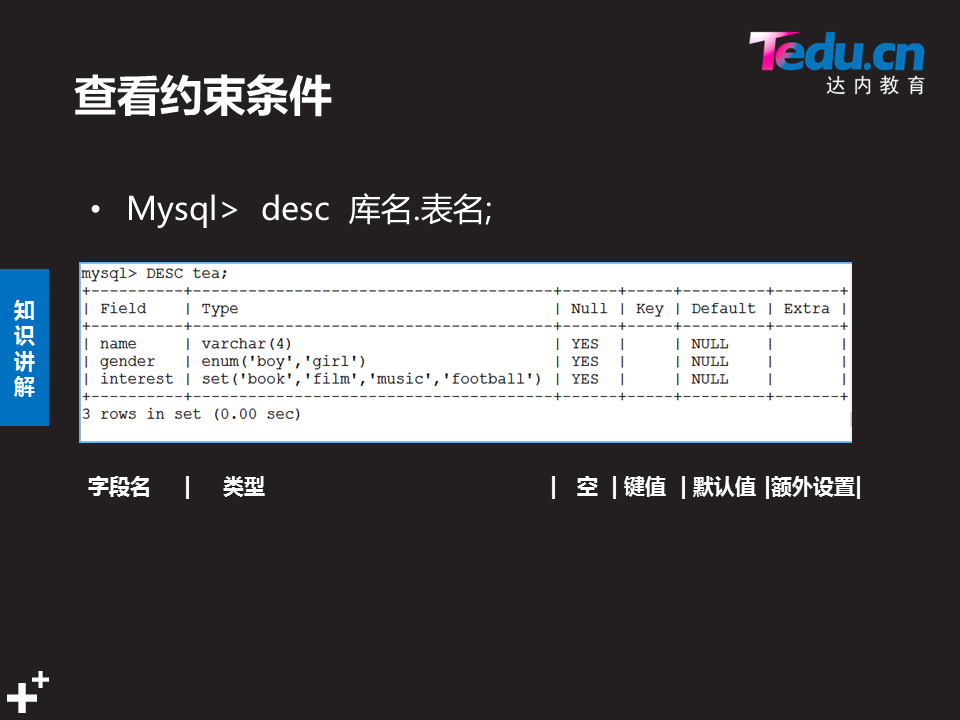 Tedu.cn
达内教育
查看约束条件
• Mysql> desc 库名.表名;
知识讲解
mysql> DESC tea;
+----------+---------------------------------------+------+-----+---------+-------+
| Field    | Type                                  | Null | Key | Default | Extra |
+----------+---------------------------------------+------+-----+---------+-------+
| name     | varchar(4)                            | YES  |     | NULL    |       |
| gender   | enum('boy','girl')                    | YES  |     | NULL    |       |
| interest | set('book','film','music','football') | YES  |     | NULL    |       |
+----------+---------------------------------------+------+-----+---------+-------+
3 rows in set (0.00 sec)
字段名 | 类型 | 空 | 键值 | 默认值 |额外设置|